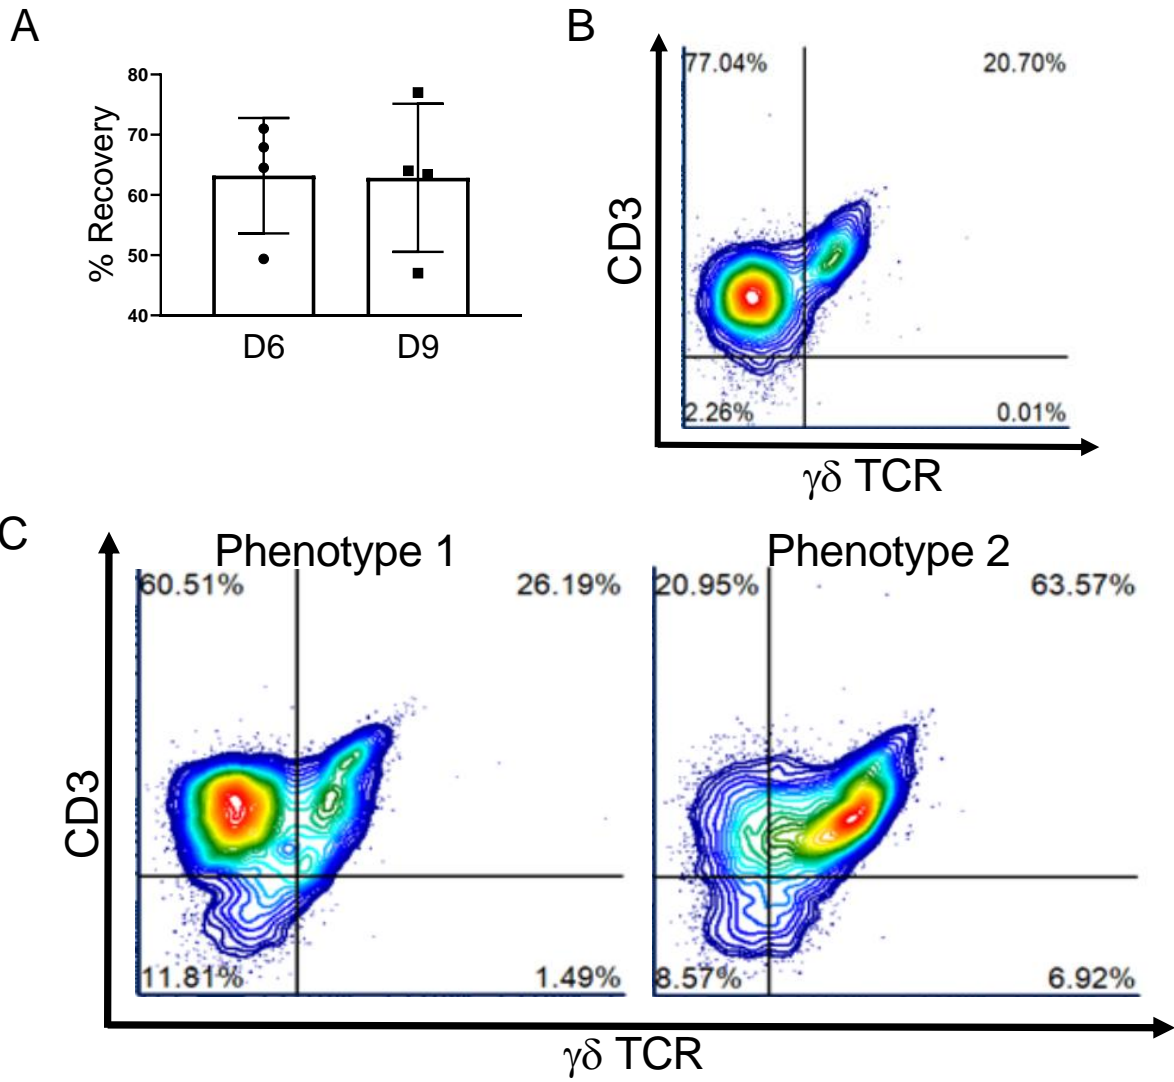 A
80
70
60
50
40
% Recovery
D6
D9
B
77.04%
20.70%
2.26%
0.01%
CD3
γδ TCR
C
Phenotype 1
60.51%
26.19%
11.81%
1.49%
Phenotype 2
20.95%
63.57%
8.57%
6.92%
CD3
γδ TCR